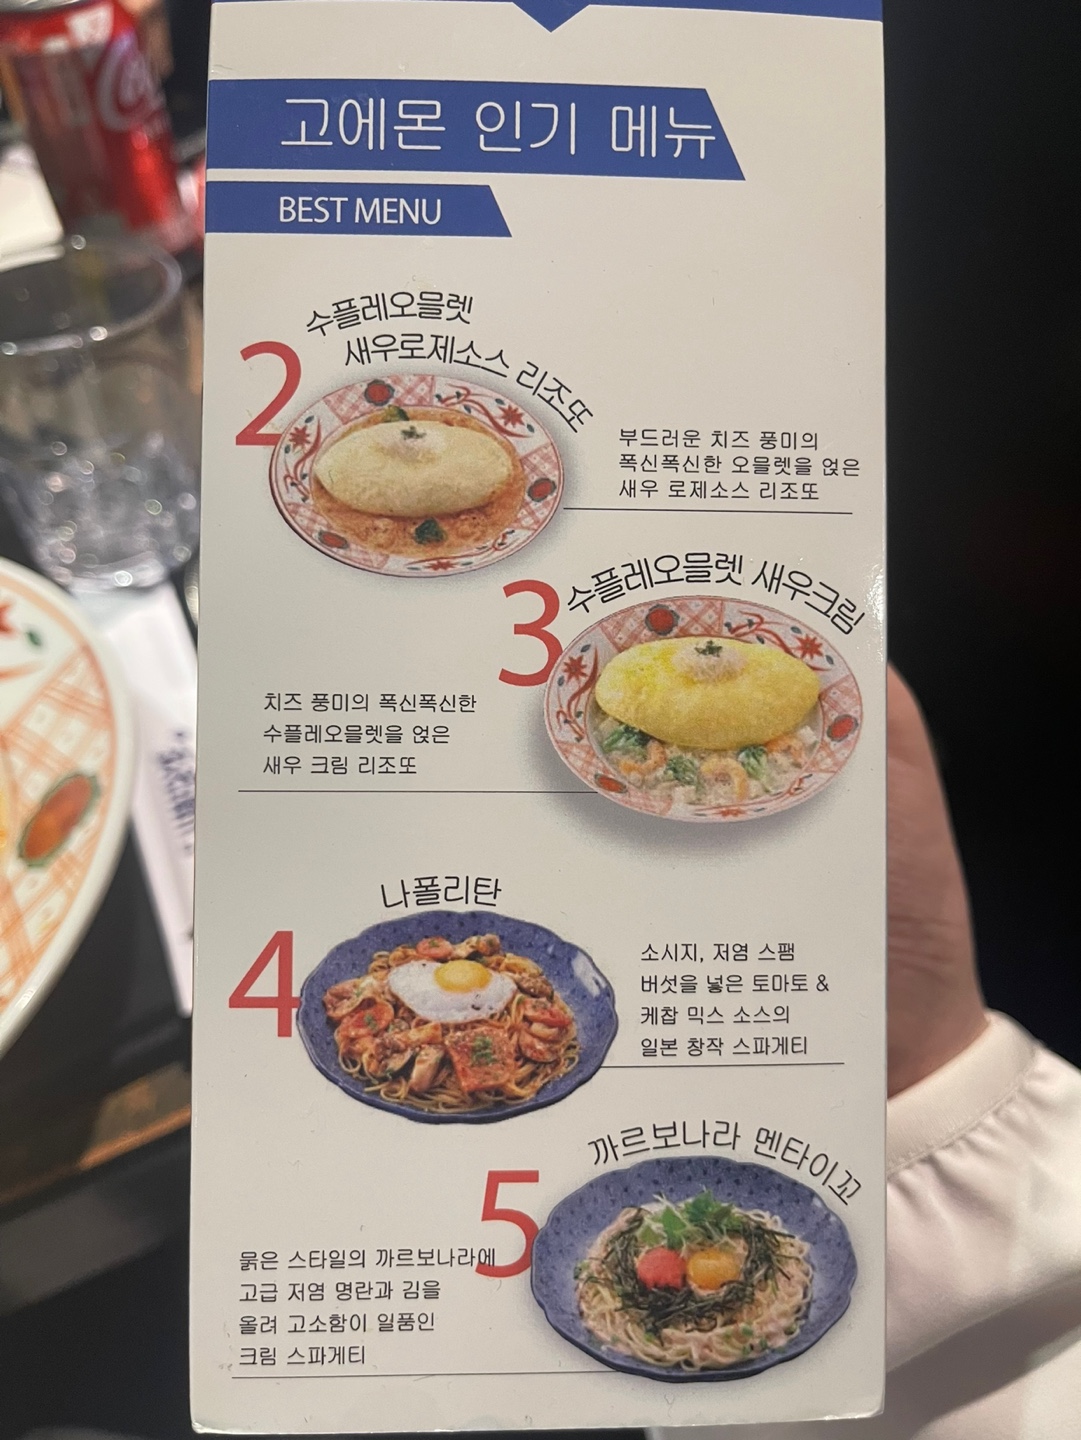 고에몬 인기 메뉴
BEST MENU
2
수플레오믈렛
새우로제소스 리조또
부드러운 치즈 풍미의
폭신폭신한 오믈렛을 얹은
새우 로제소스 리조또
3
수플레오믈렛 새우크림
치즈 풍미의 폭신폭신한
수플레오믈렛을 얹은
새우 크림 리조또
4
나폴리탄
소시지, 저염 스팸
버섯을 넣은 토마토 &
케찹 믹스 소스의
일본 창작 스파게티
5
까르보나라 멘타이꼬
묽은 스타일의 까르보나라에
고급 저염 명란과 김을
올려 고소함이 일품인
크림 스파게티